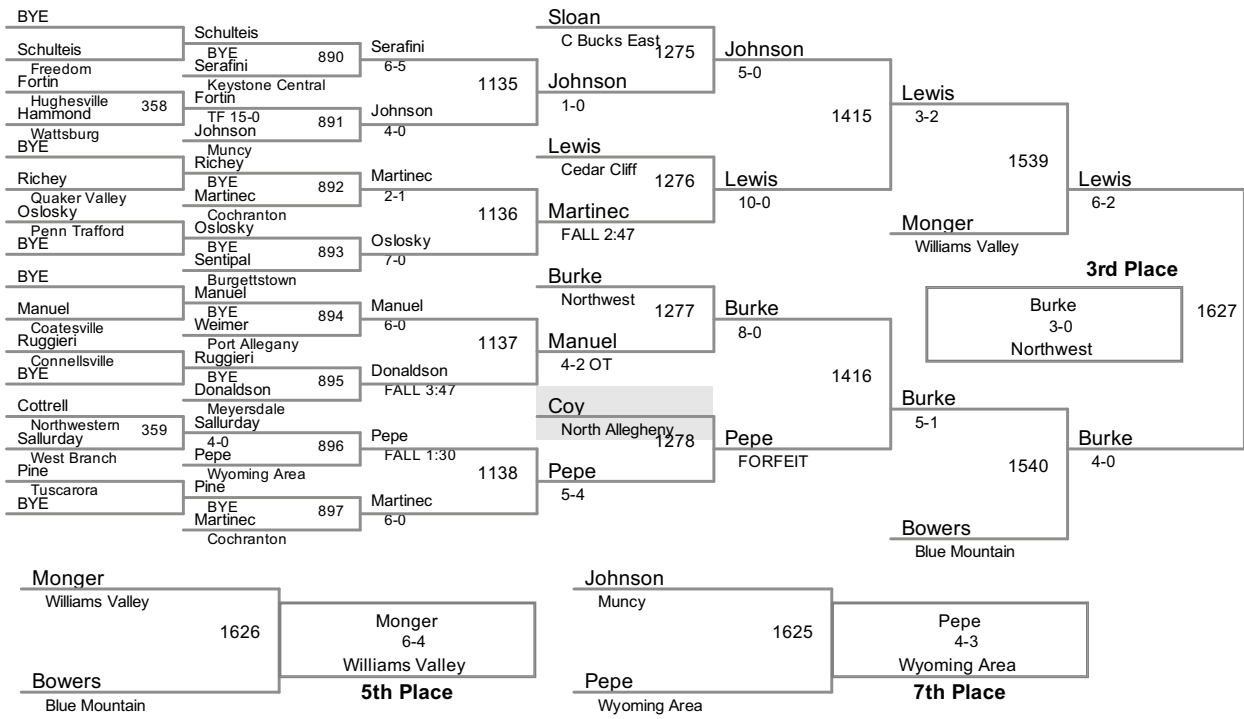 BYE
Schulteis
Freedom
Fortin
Hughesville
358
Hammond
Wattsburg
BYE
Richey
Quaker Valley
Oslosky
Penn Trafford
BYE
BYE
Manuel
Coatesville
Ruggieri
Connellsville
BYE
Cottrell
Northwestern
359
Sallurday
West Branch
Pine
Tuscarora
BYE
Schulteis
BYE
890
Serafini
Keystone Central
Fortin
TF 15-0
891
Johnson
Muncy
Richey
BYE
892
Martinec
Cochranton
Oslosky
BYE
893
Sentipal
Burgettstown
Manuel
BYE
894
Weimer
Port Allegany
Ruggieri
BYE
895
Donaldson
Meyersdale
Sallurday
4-0
896
Pepe
Wyoming Area
Pine
BYE
897
Martinec
Cochranton
Serafini
6-5
1135
Johnson
4-0
Martinec
2-1
1136
Oslosky
7-0
Manuel
6-0
1137
Donaldson
FALL 3:47
Pepe
FALL 1:30
1138
Martinec
6-0
Sloan
C Bucks East
1275
Johnson
1-0
Lewis
Cedar Cliff
1276
Martinec
FALL 2:47
Burke
Northwest
1277
Manuel
4-2 OT
Coy
North Allegheny
1278
Pepe
5-4
Johnson
5-0
1415
Lewis
10-0
Burke
8-0
1416
Pepe
FORFEIT
Lewis
3-2
1539
Monger
Williams Valley
Burke
5-1
1540
Bowers
Blue Mountain
Lewis
6-2
3rd Place
Burke
3-0
Northwest
1627
Burke
4-0
Monger
Williams Valley
1626
Bowers
Blue Mountain
Monger
6-4
Williams Valley
5th Place
Johnson
Muncy
1625
Pepe
Wyoming Area
Pepe
4-3
Wyoming Area
7th Place